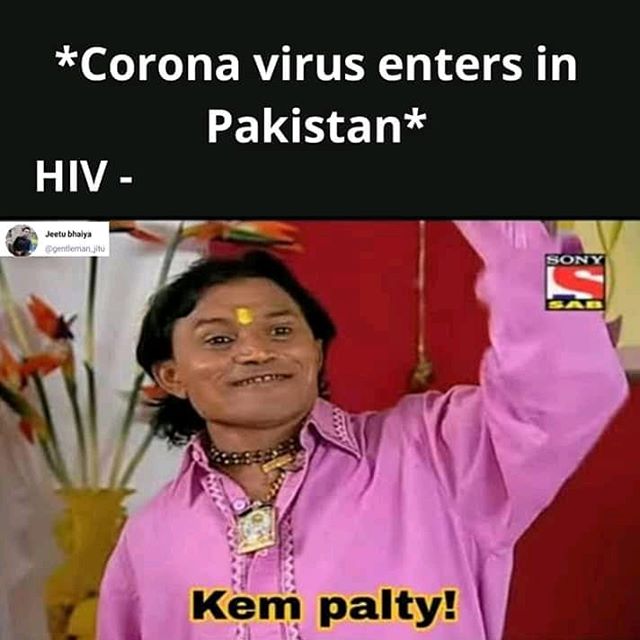 *Corona virus enters in
Pakistan*
HIV -
Jeetu bhaiya
@gentleman_jitu
SONY
S
SAB
Kem palty!